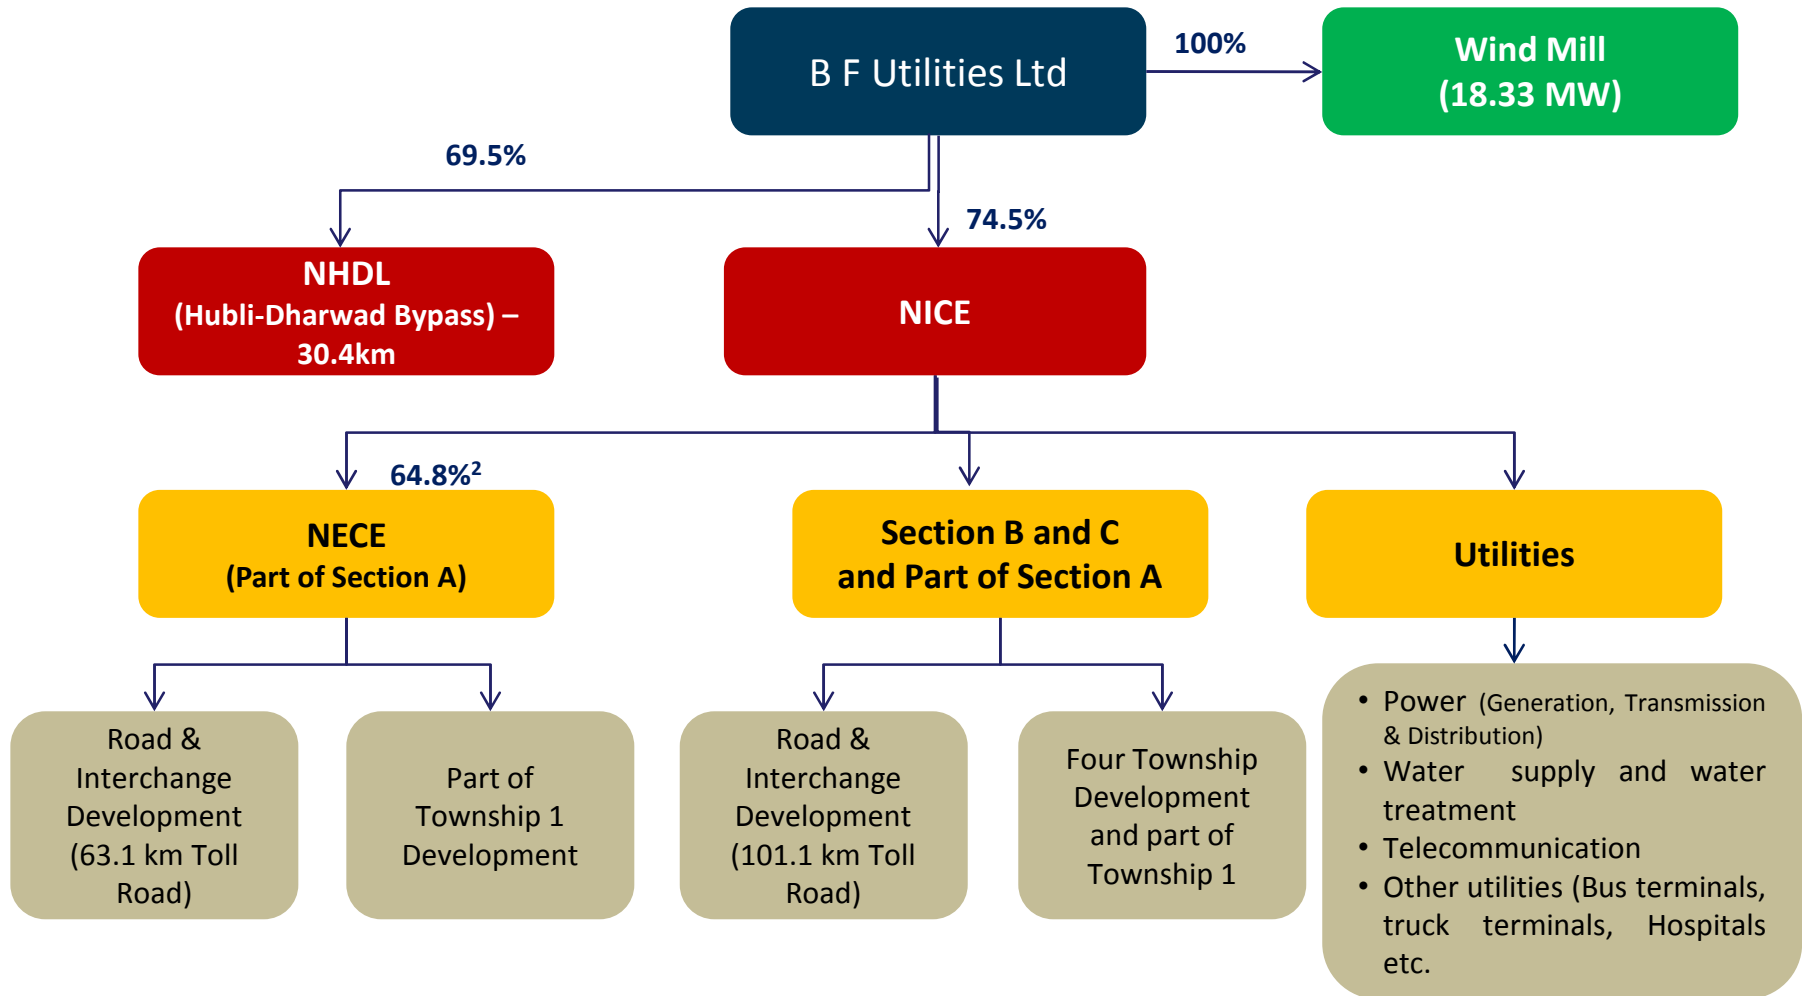 B F Utilities Ltd
100%
Wind Mill
(18.33 MW)
69.5%
74.5%
NHDL
(Hubli-Dharwad Bypass) –
30.4km
NICE
64.8%²
NECE
(Part of Section A)
Section B and C
and Part of Section A
Utilities
Road &
Interchange
Development
(63.1 km Toll
Road)
Part of
Township 1
Development
Road &
Interchange
Development
(101.1 km Toll
Road)
Four Township
Development
and part of
Township 1
• Power (Generation, Transmission
& Distribution)
• Water supply and water
treatment
• Telecommunication
• Other utilities (Bus terminals,
truck terminals, Hospitals
etc.